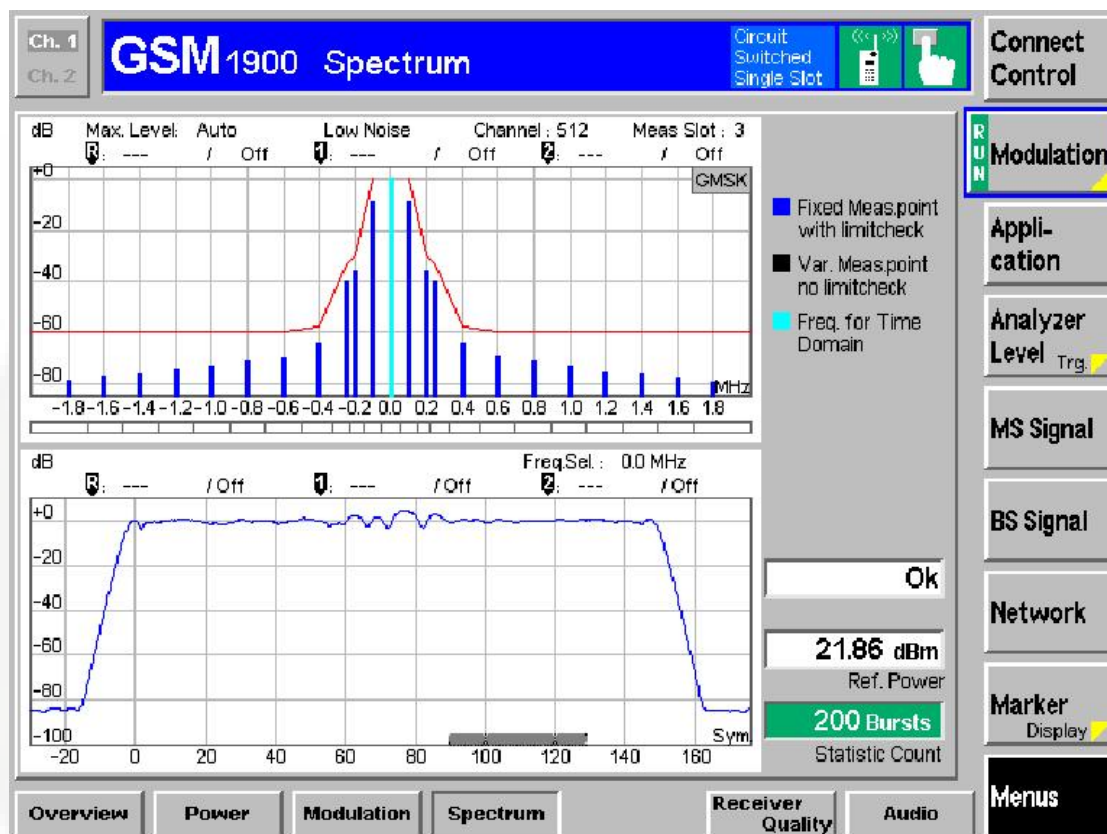 Ch. 1
Ch. 2
GSM 1900 Spectrum
Circuit
Switched
Single Slot
Connect
Control
dB Max. Level: Auto Low Noise Channel : 512 Meas Slot : 3
R: --- / Off 1: --- / Off 2: --- / Off
GMSK
+0
-20
-40
-60
-80
MHz
-1.8 -1.6 -1.4 -1.2 -1.0 -0.8 -0.6 -0.4 -0.2 0.0 0.2 0.4 0.6 0.8 1.0 1.2 1.4 1.6 1.8
Fixed Meas.point
with limitcheck
Var. Meas.point
no limitcheck
Freq. for Time
Domain
dB Freq.Sel. : 0.0 MHz
R: --- / Off 1: --- / Off 2: --- / Off
+0
-20
-40
-60
-80
-100
Sym.
-20 0 20 40 60 80 100 120 140 160
Ok
21.86 dBm
Ref. Power
200 Bursts
Statistic Count
RUN
Modulation
Appli-
cation
Analyzer
Level Trg.
MS Signal
BS Signal
Network
Marker
Display
Menus
Overview
Power
Modulation
Spectrum
Receiver
Quality
Audio